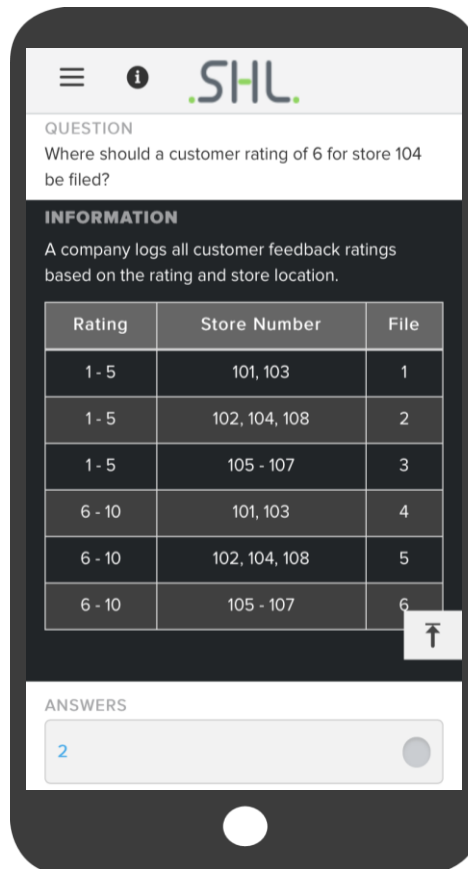 .SHL.
QUESTION
Where should a customer rating of 6 for store 104
be filed?
INFORMATION
A company logs all customer feedback ratings
based on the rating and store location.
Rating Store Number File
1 - 5 101, 103 1
1 - 5 102, 104, 108 2
1 - 5 105 - 107 3
6 - 10 101, 103 4
6 - 10 102, 104, 108 5
6 - 10 105 - 107 6
ANSWERS
2